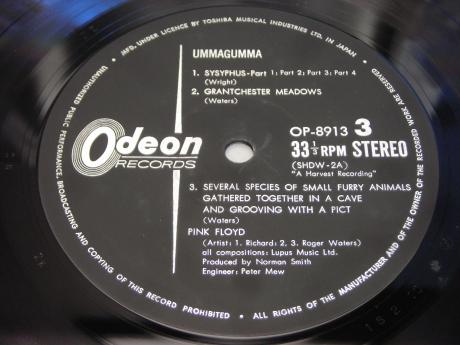 • MFD. UNDER LICENCE BY TOSHIBA MUSICAL INDUSTRIES LTD. IN JAPAN. •
UMMAGUMMA
1. SYSYPHUS-Part 1: Part 2: Part 3: Part 4
(Wright)
2. GRANTCHESTER MEADOWS
(Waters)
Odeon
RECORDS
OP-8913 3
33 1/3 RPM STEREO
(SHDW-2A)
"A Harvest Recording"
3. SEVERAL SPECIES OF SMALL FURRY ANIMALS
GATHERED TOGETHER IN A CAVE
AND GROOVING WITH A PICT
(Waters)
PINK FLOYD
(Artist: 1. Richard: 2, 3. Roger Waters)
all compositions: Lupus Music Ltd.
Produced by Norman Smith
Engineer: Peter Mew
UNAUTHORIZED PUBLIC PERFORMANCE, BROADCASTING AND COPYING OF THIS RECORD PROHIBITED • ALL RIGHTS OF THE MANUFACTURER AND OF THE OWNER OF THE RECORDED WORK ARE RESERVED